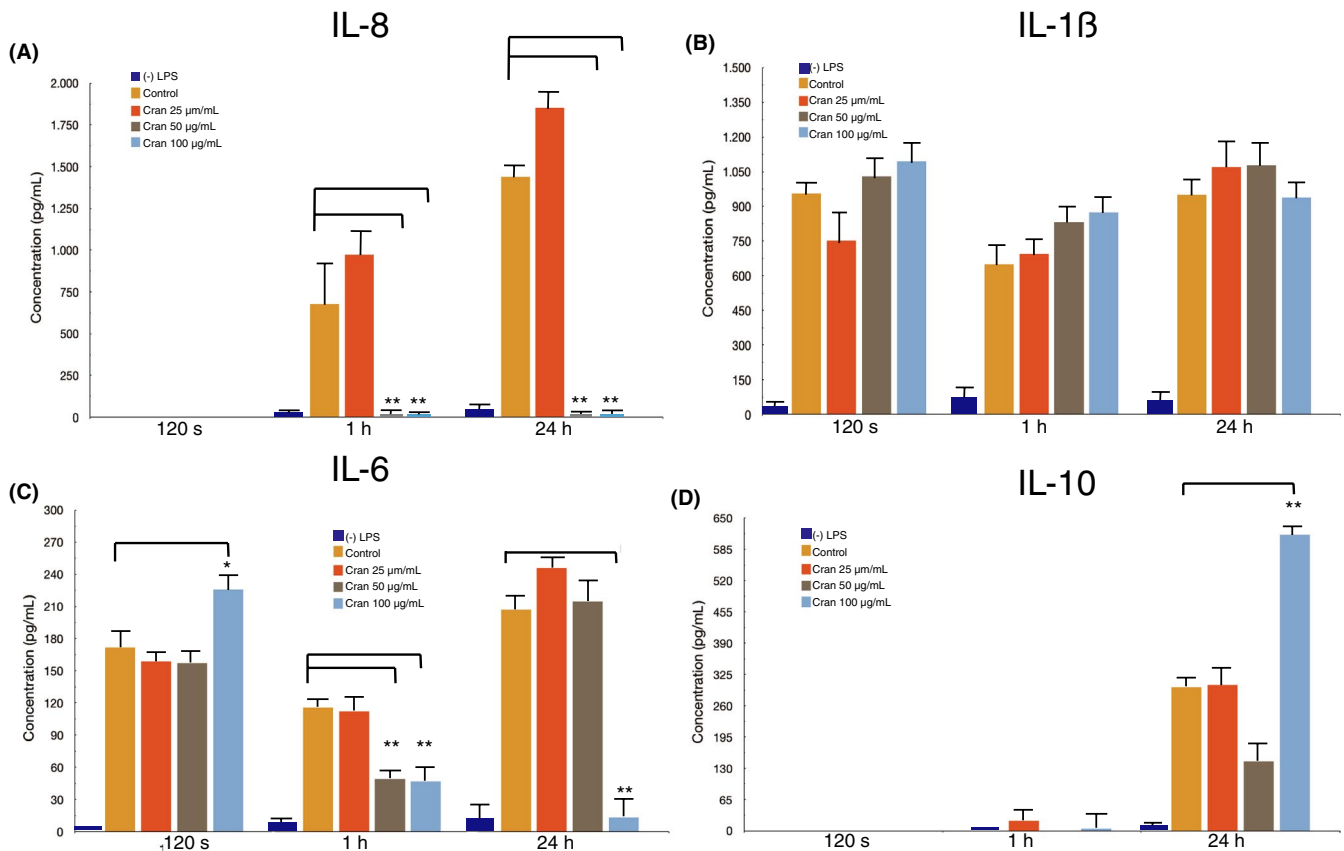 IL-8
(A)
(-) LPS
Control
Cran 25 µm/mL
Cran 50 µg/mL
Cran 100 µg/mL
Concentration (pg/mL)
2.000
1.750
1.500
1.250
1.000
750
500
250
0
** **
** **
120 s 1 h 24 h
IL-1ß
(B)
(-) LPS
Control
Cran 25 µm/mL
Cran 50 µg/mL
Cran 100 µg/mL
Concentration (pg/mL)
1.500
1.350
1.200
1.050
900
750
600
450
300
150
0
120 s 1 h 24 h
IL-6
(C)
(-) LPS
Control
Cran 25 µm/mL
Cran 50 µg/mL
Cran 100 µg/mL
Concentration (pg/mL)
300
270
240
210
180
150
120
90
60
30
0
*
** **
**
120 s 1 h 24 h
IL-10
(D)
(-) LPS
Control
Cran 25 µm/mL
Cran 50 µg/mL
Cran 100 µg/mL
Concentration (pg/mL)
650
585
520
455
390
325
260
195
130
65
0
**
120 s 1 h 24 h